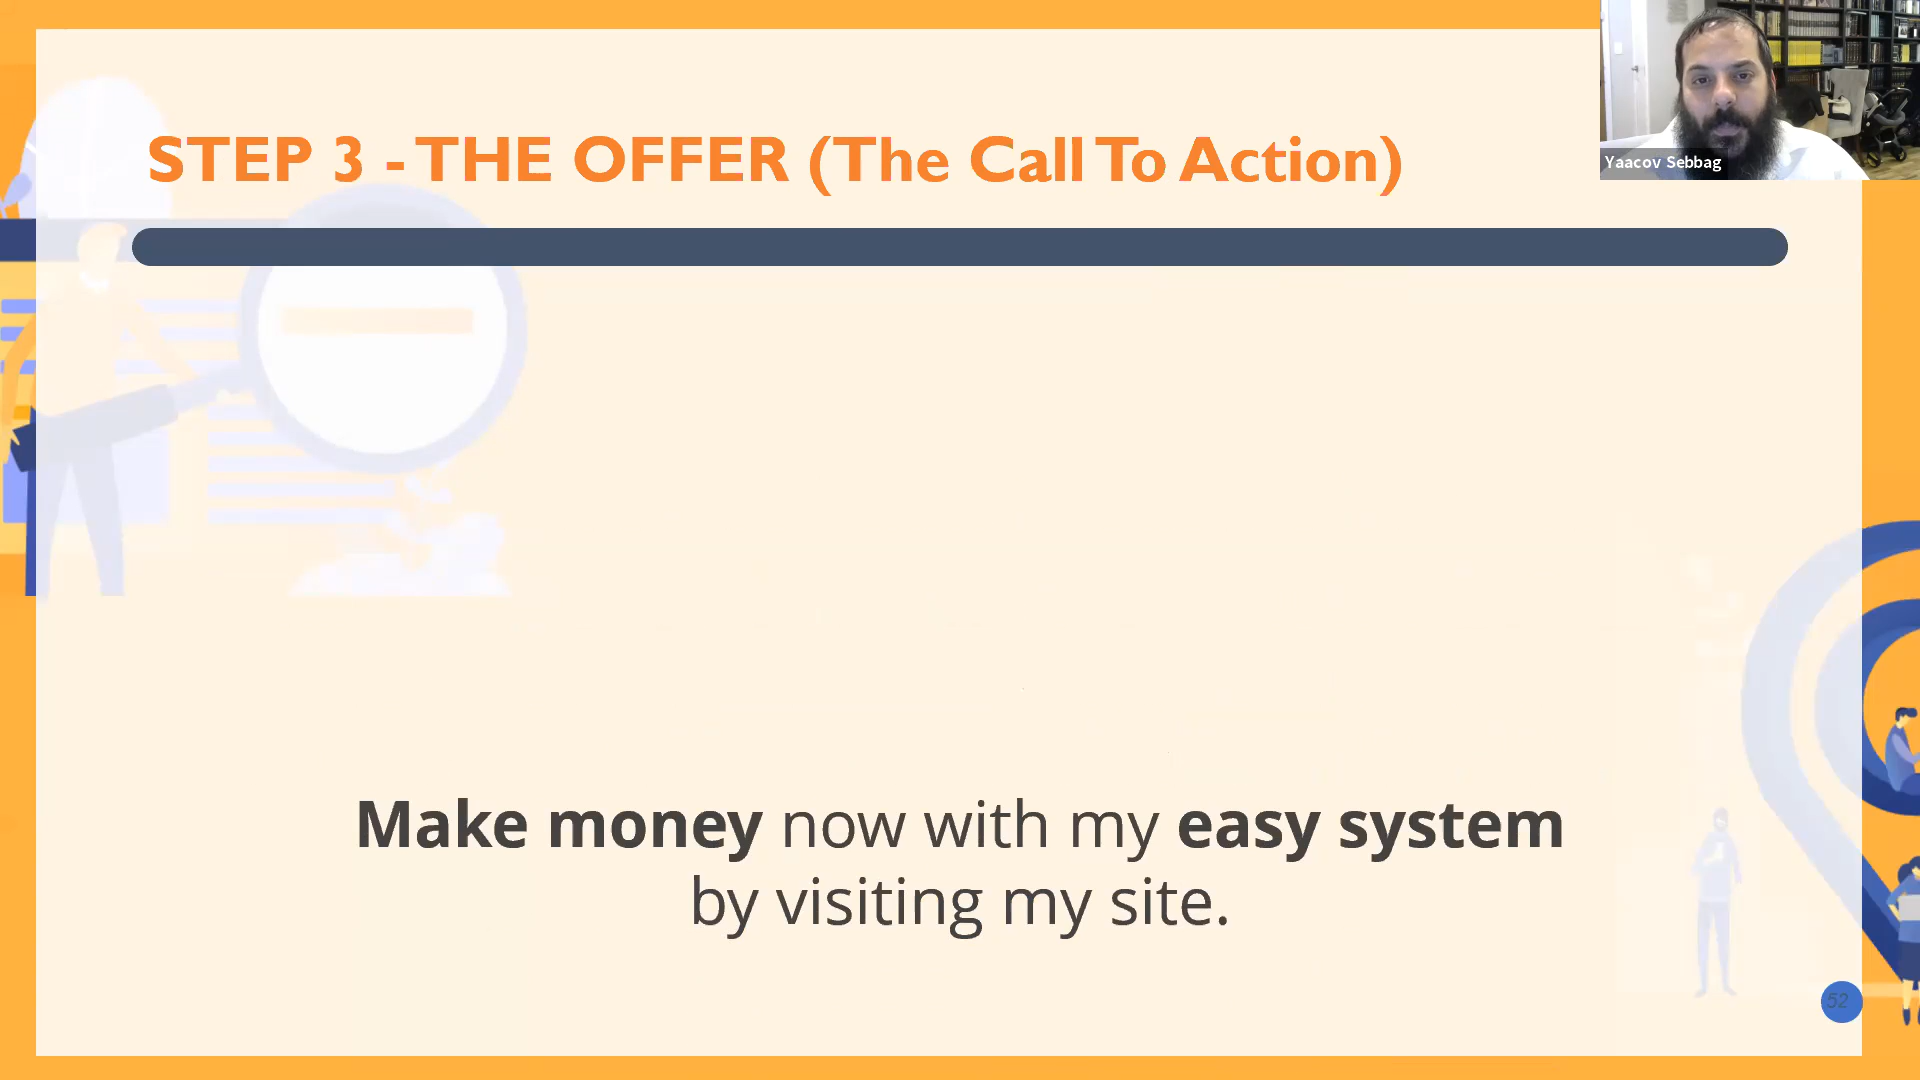 STEP 3 - THE OFFER (The Call To Action)
Yaacov Sebbag
Make money now with my easy system
by visiting my site.
52